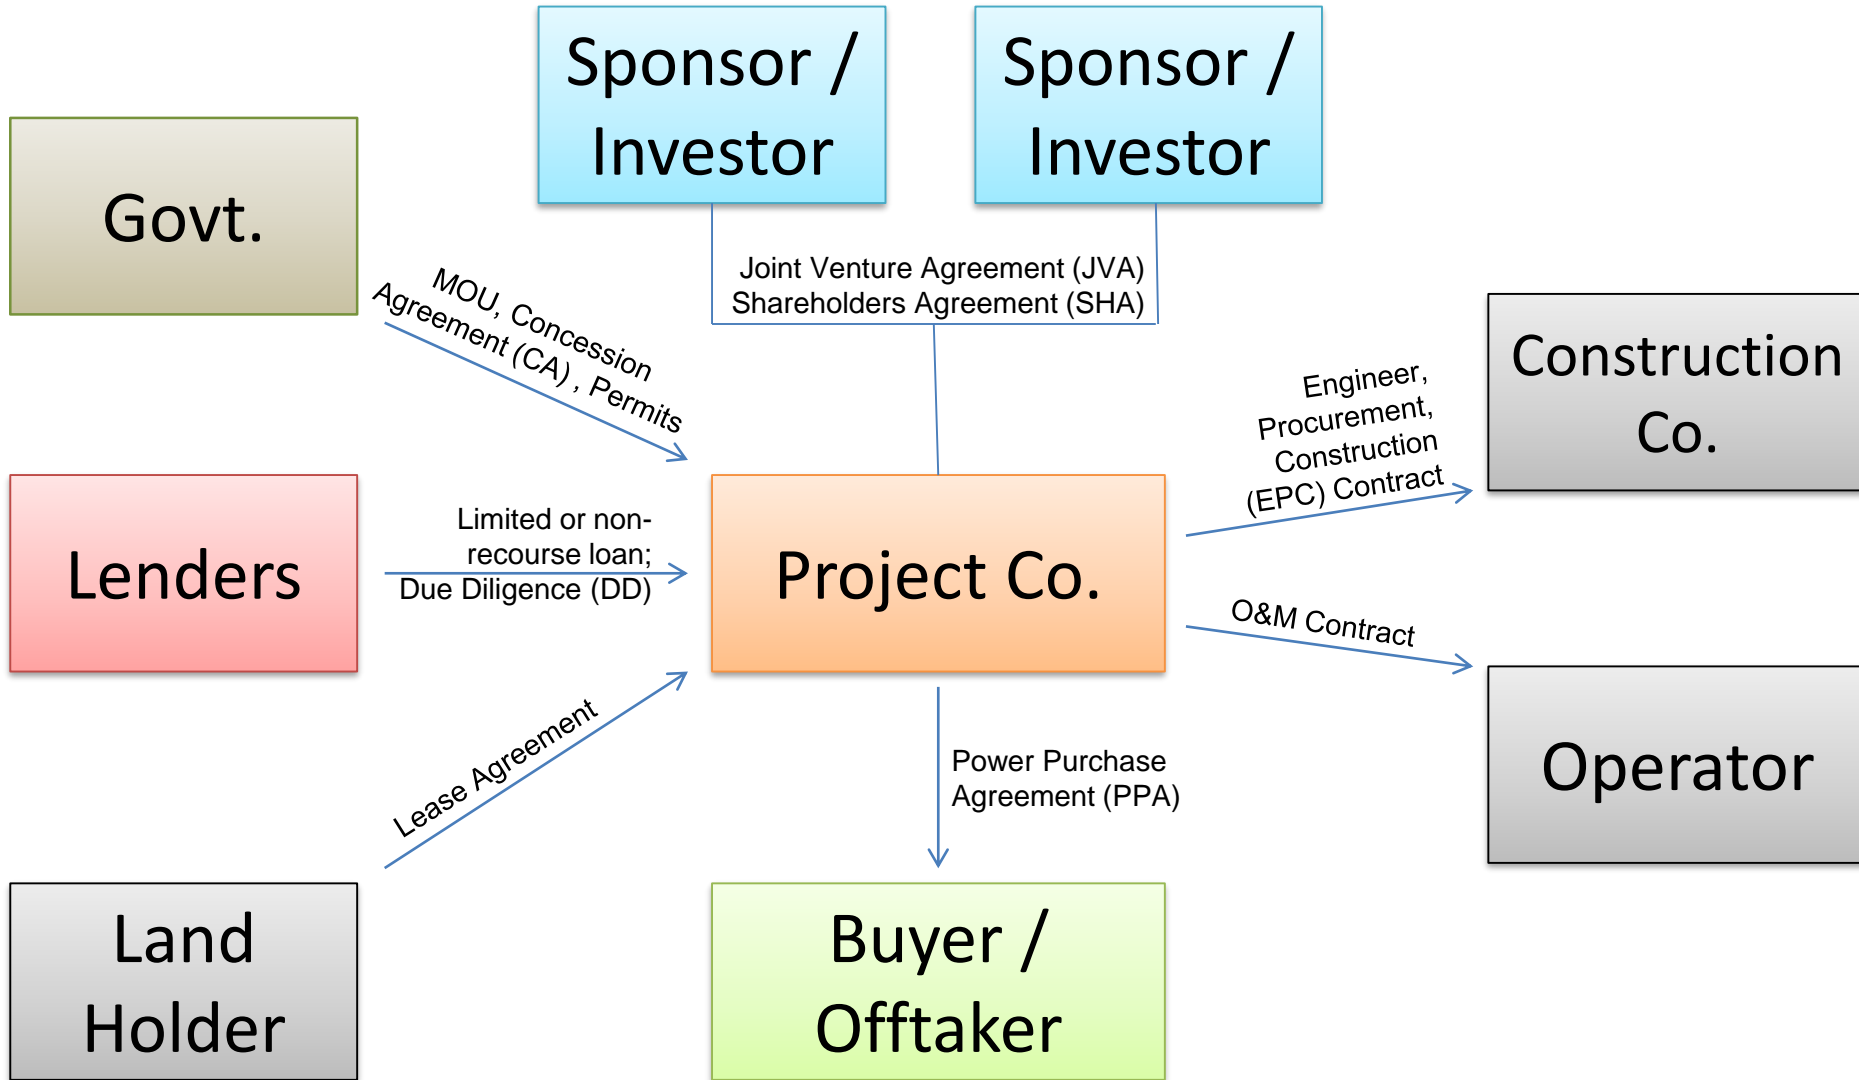 Sponsor /
Investor
Sponsor /
Investor
Govt.
Joint Venture Agreement (JVA)
Shareholders Agreement (SHA)
MOU, Concession
Agreement (CA) , Permits
Construction
Co.
Engineer,
Procurement,
Construction
(EPC) Contract
Lenders
Limited or non-
recourse loan;
Due Diligence (DD)
Project Co.
O&M Contract
Operator
Lease Agreement
Power Purchase
Agreement (PPA)
Land
Holder
Buyer /
Offtaker